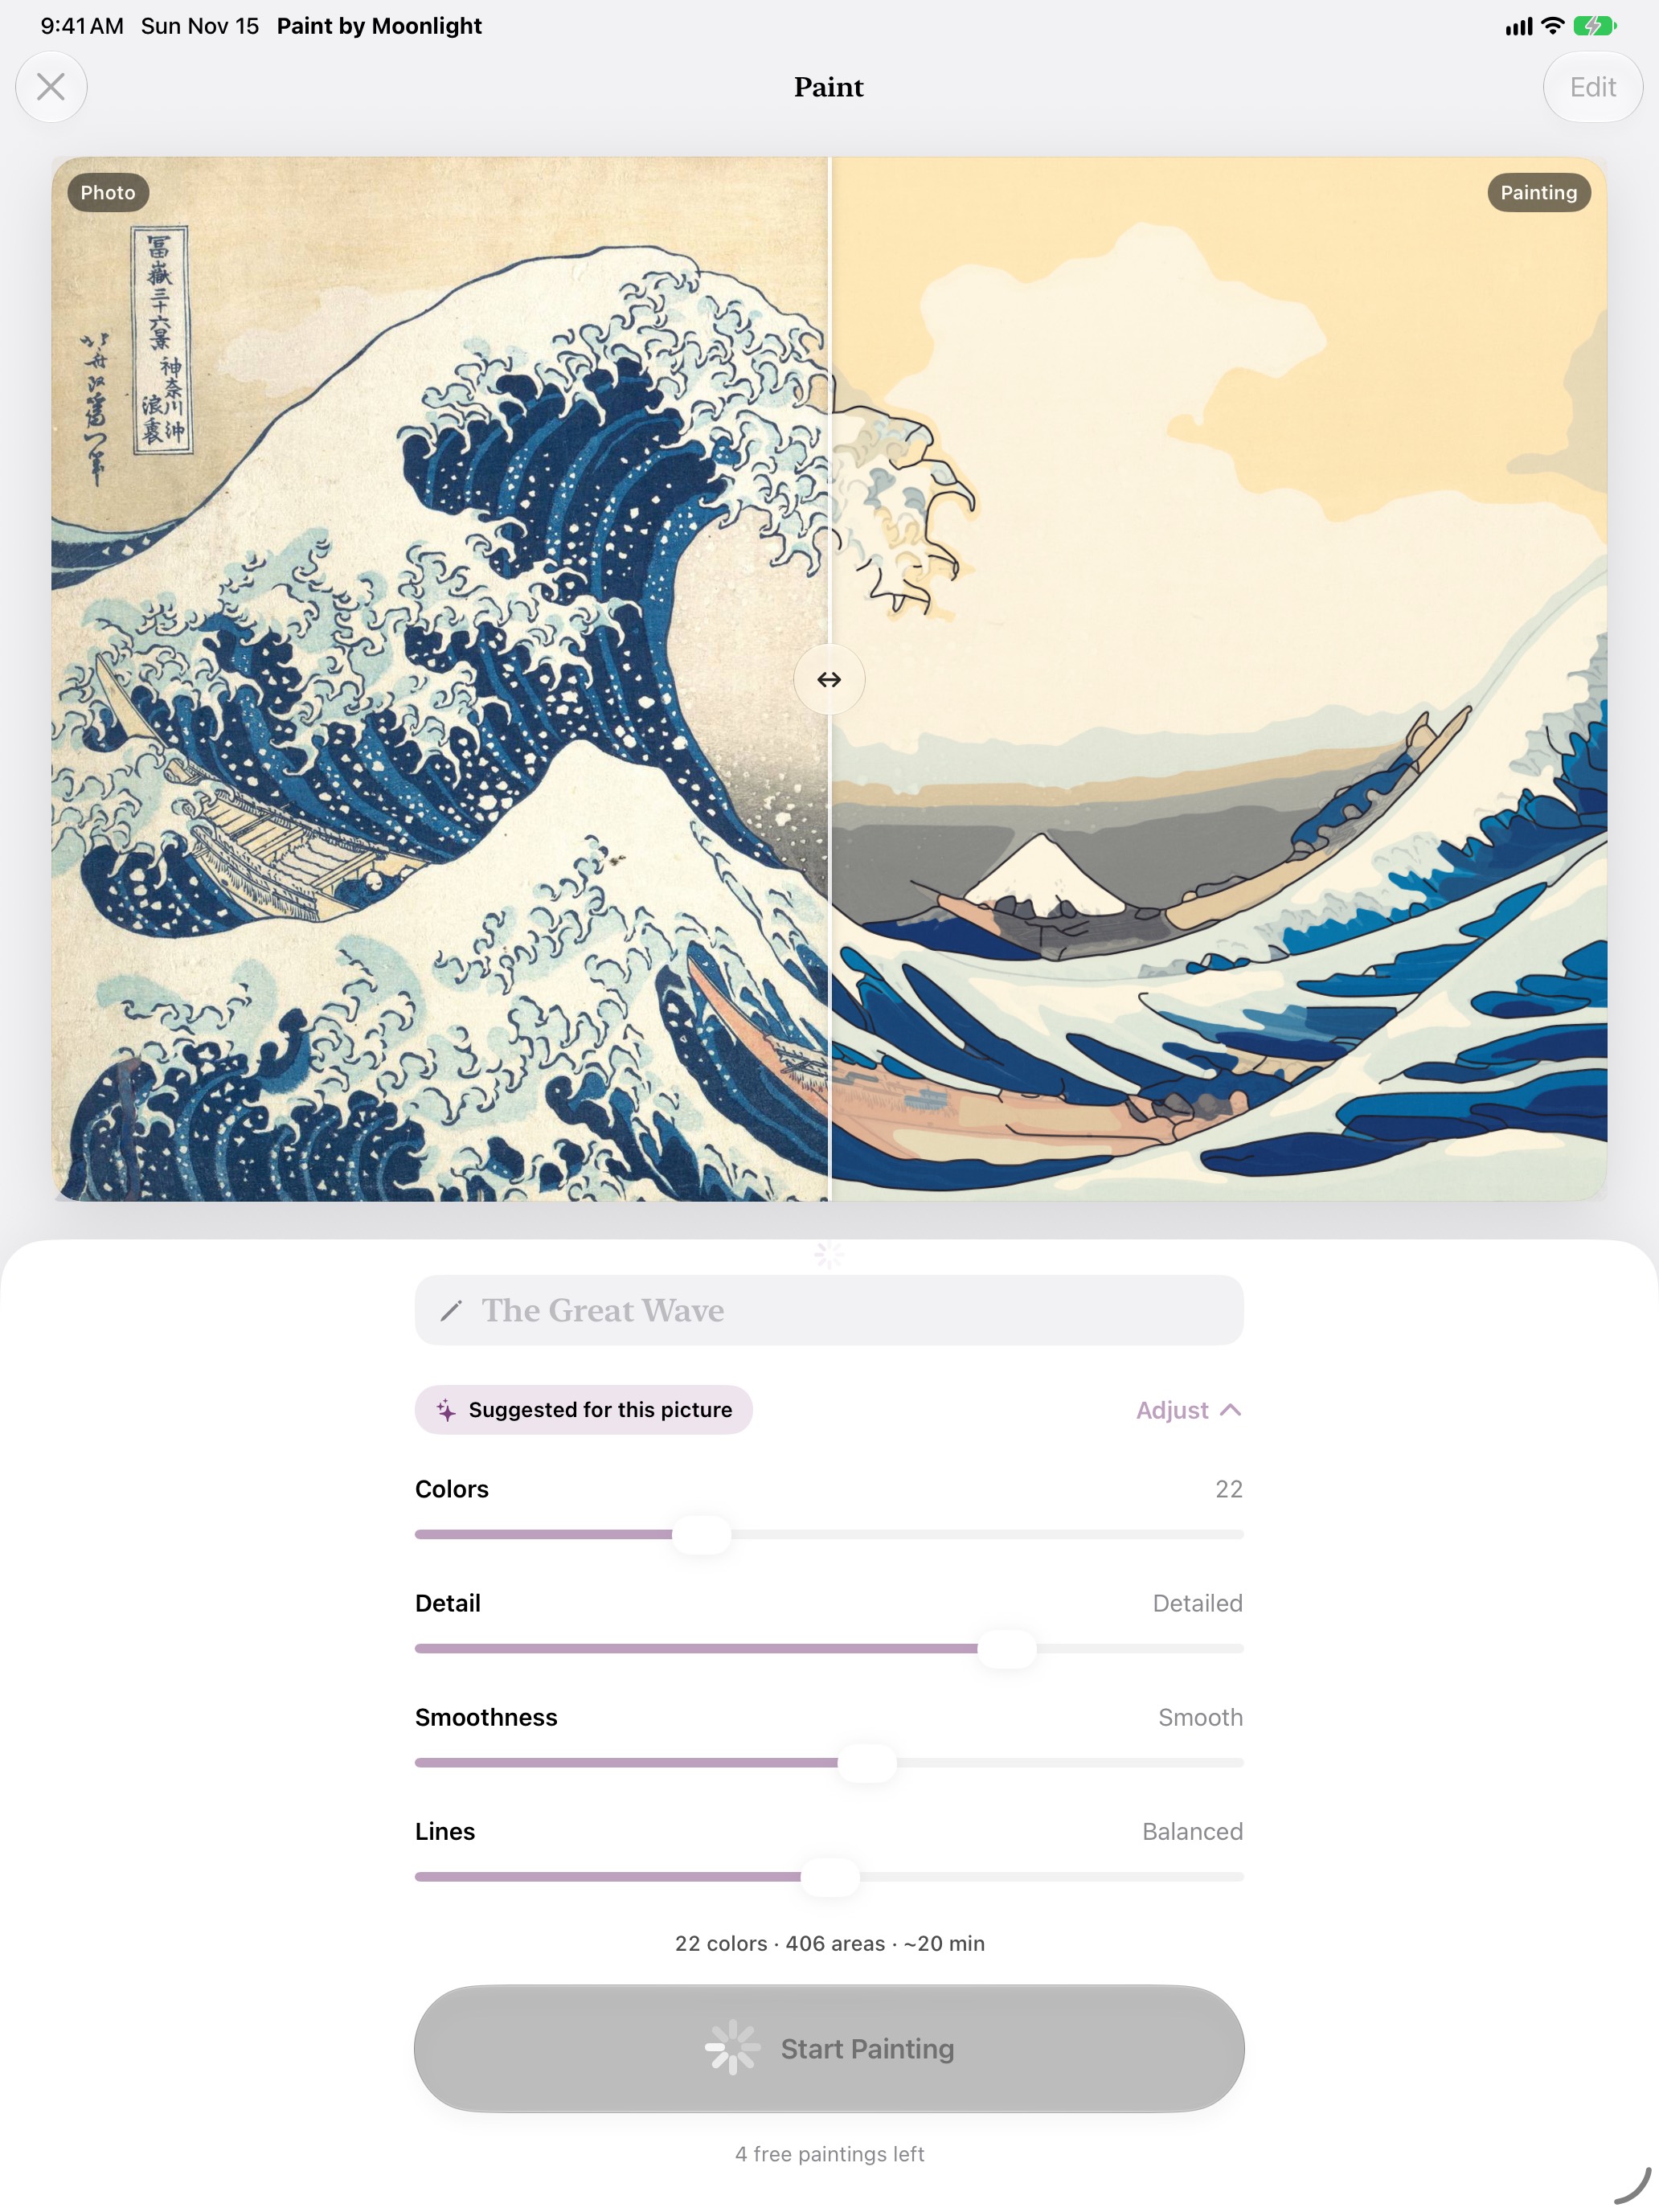 9:41 AM Sun Nov 15 Paint by Moonlight
Paint
Edit
Photo
Painting
冨嶽三十六景
神奈川沖
浪裏
The Great Wave
Suggested for this picture
Adjust
Colors
22
Detail
Detailed
Smoothness
Smooth
Lines
Balanced
22 colors · 406 areas · ~20 min
Start Painting
4 free paintings left